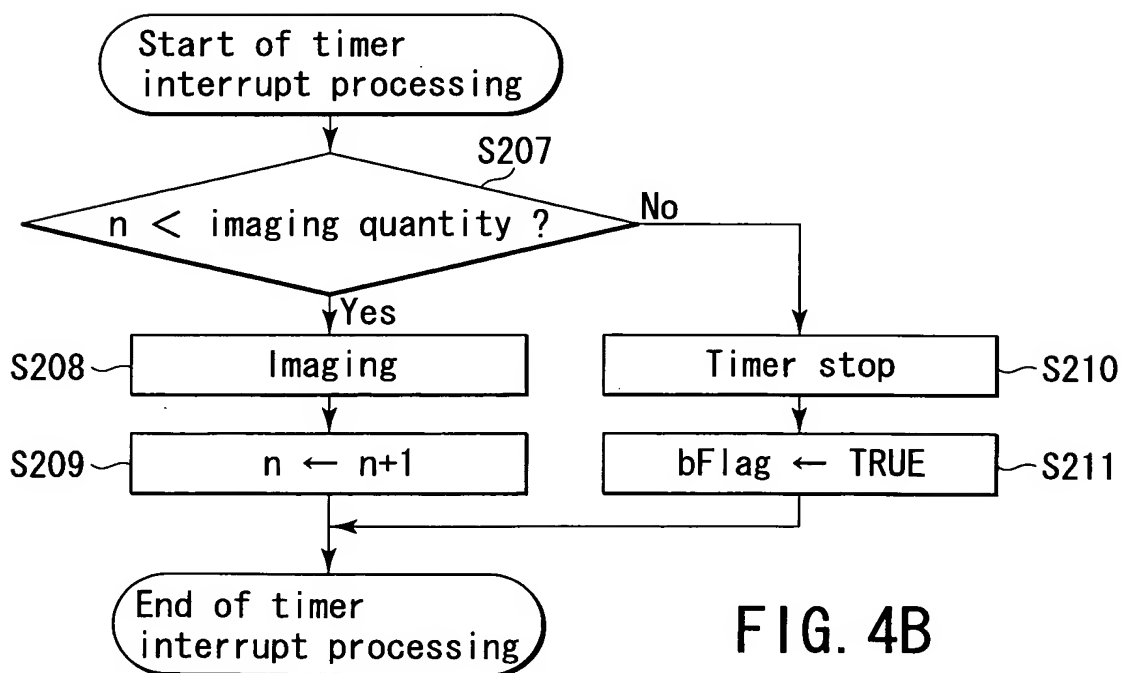 Start of timer
interrupt processing
S207
n < imaging quantity ?
No
Yes
S208
Imaging
Timer stop
S210
S209
n ← n+1
bFlag ← TRUE
S211
End of timer
interrupt processing
FIG. 4B